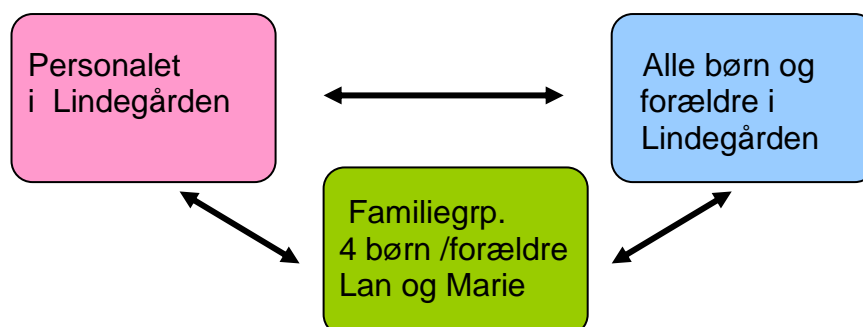 Personalet
i Lindegården
Alle børn og
forældre i
Lindegården
Familiegrp.
4 børn /forældre
Lan og Marie